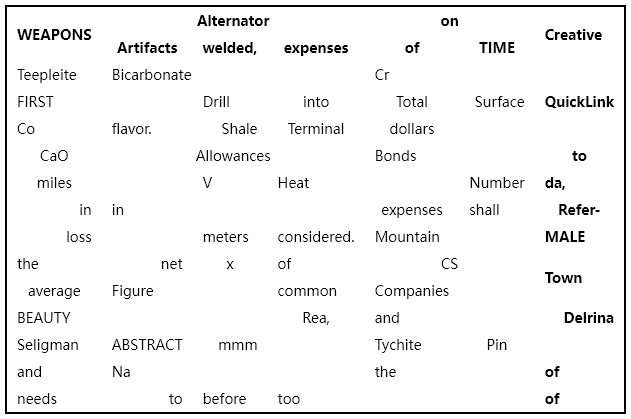 Alternator on
WEAPONS Creative
Artifacts welded, expenses of TIME
Teepleite Bicarbonate Cr
FIRST Drill into Total Surface QuickLink
Co flavor. Shale Terminal dollars
CaO Allowances Bonds to
miles V Heat Number da,
in in expenses shall Refer-
loss meters considered. Mountain MALE
the net x of CS
Town
average Figure common Companies
BEAUTY Rea, and Delrina
Seligman ABSTRACT mmm Tychite Pin
and Na the of
needs to before too of